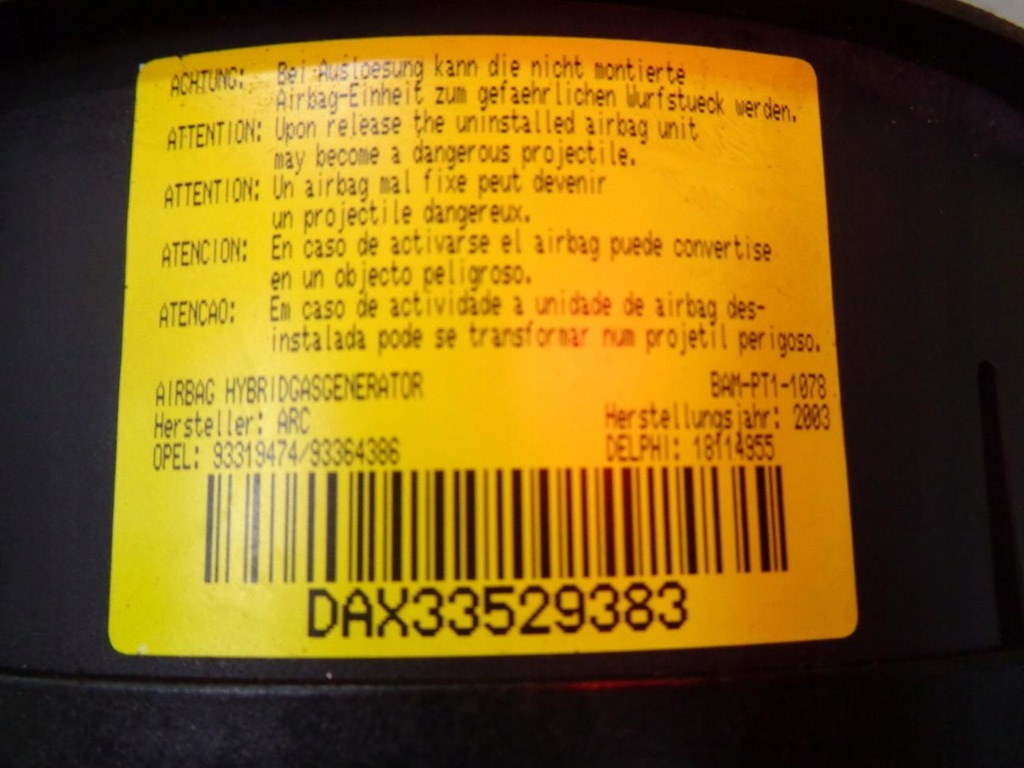 ACHTUNG: Bei Ausloesung kann die nicht montierte
Airbag-Einheit zum gefaehrlichen Wurfstueck werden.
ATTENTION: Upon release the uninstalled airbag unit
may become a dangerous projectile.
ATTENTION: Un airbag mal fixe peut devenir
un projectile dangereux.
ATENCION: En caso de activarse el airbag puede convertise
en un objecto peligroso.
ATENCAO: Em caso de actividade a unidade de airbag des-
instalada pode se transformar num projetil perigoso.
AIRBAG HYBRIDGASGENERATOR BAM-PT1-1078
Hersteller: ARC Herstellungsjahr: 2003
OPEL: 93319474/93364386 DELPHI: 18114955
DAX33529383